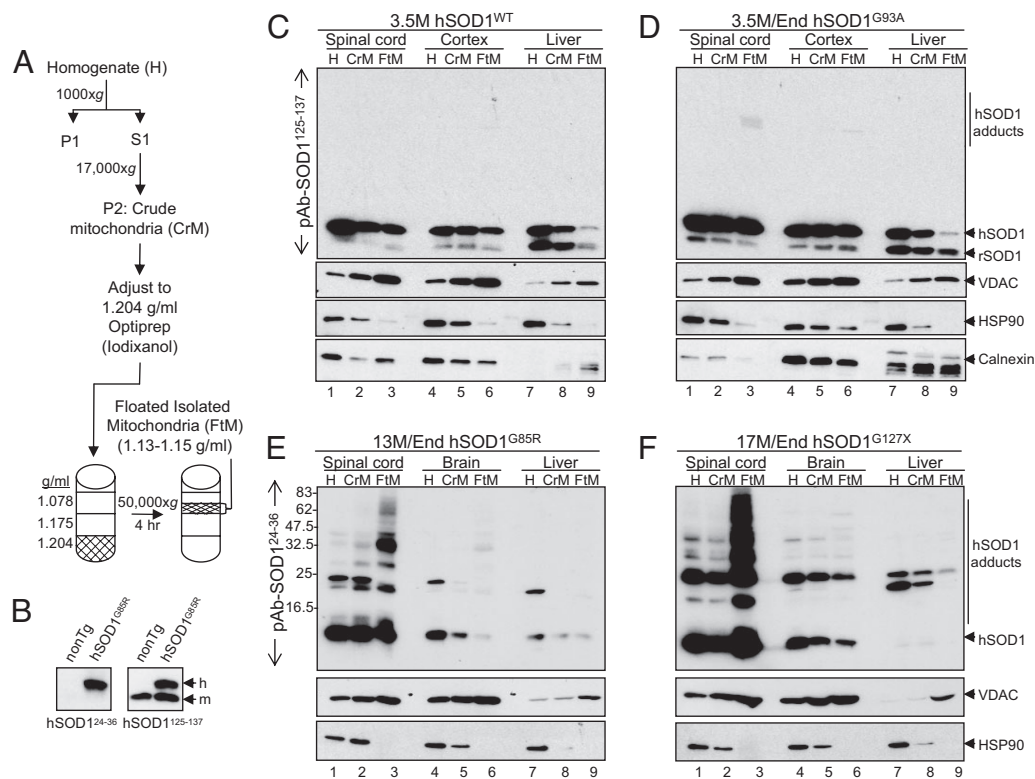 A
Homogenate (H)
1000xg
P1 S1
17,000xg
P2: Crude
mitochondria (CrM)
Adjust to
1.204 g/ml
Optiprep
(Iodixanol)
Floated Isolated
Mitochondria (FtM)
(1.13-1.15 g/ml)
g/ml
1.078
1.175
1.204
50,000xg
4 hr
B
nonTg
hSOD1G85R
nonTg
hSOD1G85R
h
m
hSOD124-36
hSOD1125-137
C
3.5M hSOD1WT
Spinal cord Cortex Liver
H CrM FtM H CrM FtM H CrM FtM
pAb-SOD1125-137
1 2 3 4 5 6 7 8 9
D
3.5M/End hSOD1G93A
Spinal cord Cortex Liver
H CrM FtM H CrM FtM H CrM FtM
hSOD1
adducts
hSOD1
rSOD1
VDAC
HSP90
Calnexin
1 2 3 4 5 6 7 8 9
E
13M/End hSOD1G85R
Spinal cord Brain Liver
H CrM FtM H CrM FtM H CrM FtM
pAb-SOD124-36
83
62
47.5
32.5
25
16.5
1 2 3 4 5 6 7 8 9
F
17M/End hSOD1G127X
Spinal cord Brain Liver
H CrM FtM H CrM FtM H CrM FtM
hSOD1
adducts
hSOD1
VDAC
HSP90
1 2 3 4 5 6 7 8 9